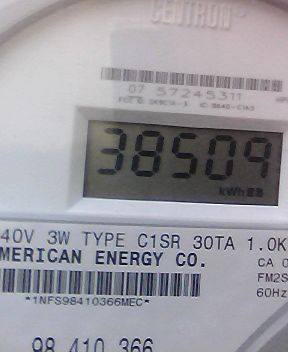 CENTRON
07 57245311
38509
kWh
40V 3W TYPE C1SR 30TA 1.0K
MERICAN ENERGY CO.
CA 0
FM2S
60Hz
*1NFS98410366MEC*
98 410 366